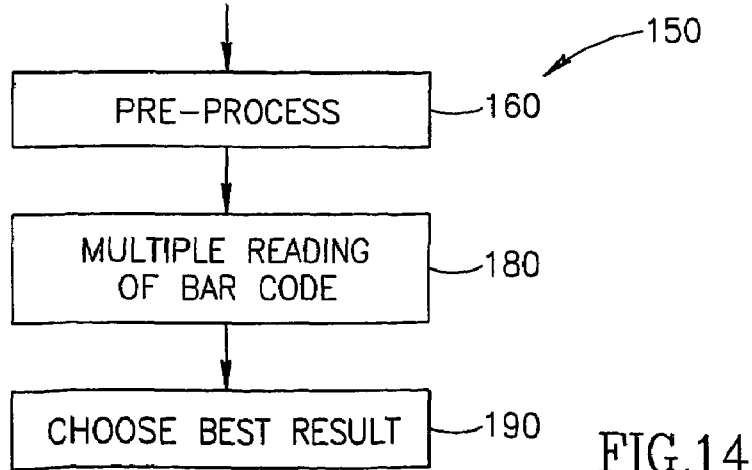 150
PRE-PROCESS
160
MULTIPLE READING
OF BAR CODE
180
CHOOSE BEST RESULT
190
FIG.14